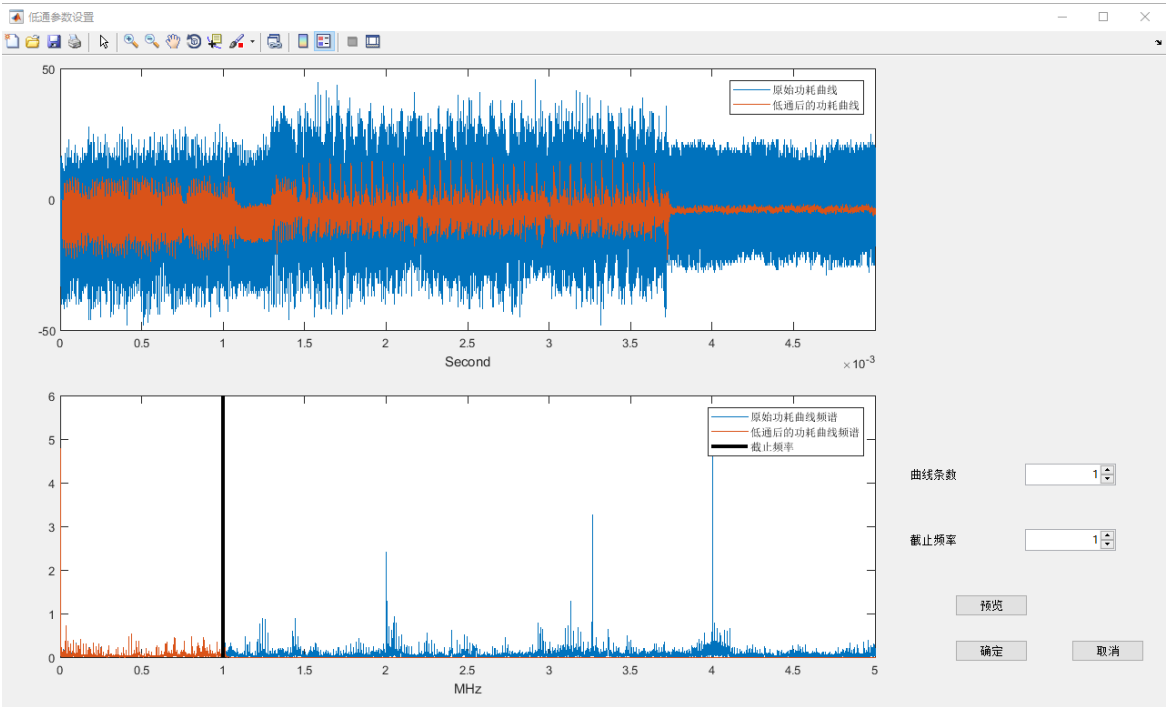 低通参数设置
50
0
-50
原始功耗曲线
低通后的功耗曲线
0 0.5 1 1.5 2 2.5 3 3.5 4 4.5
Second
×10-3
6
5
4
3
2
1
0
原始功耗曲线频谱
低通后的功耗曲线频谱
截止频率
0 0.5 1 1.5 2 2.5 3 3.5 4 4.5 5
MHz
曲线条数 1
截止频率 1
预览
确定 取消